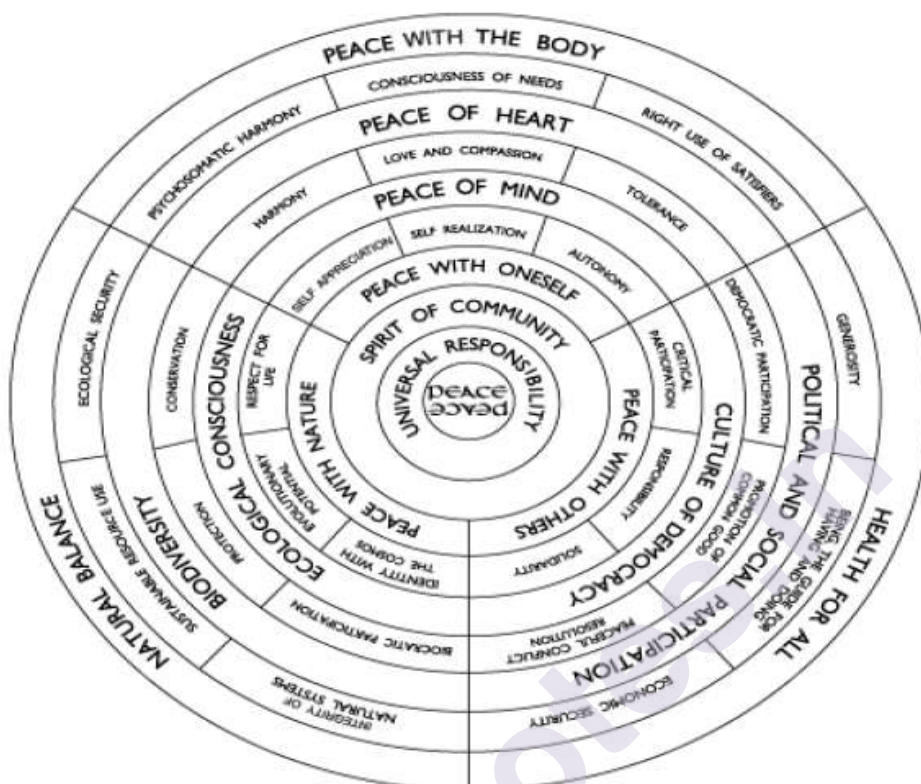 PEACE WITH THE BODY
PSYCHOSOMATIC HARMONY
CONSCIOUSNESS OF NEEDS
RIGHT USE OF SATISFIERS
PEACE OF HEART
HARMONY
LOVE AND COMPASSION
TOLERANCE
PEACE OF MIND
SELF APPRECIATION
SELF REALIZATION
AUTONOMY
PEACE WITH ONESELF
SPIRIT OF COMMUNITY
UNIVERSAL RESPONSIBILITY
peace
peace
PEACE WITH OTHERS
CRITICAL
PARTICIPATION
RESPONSIBILITY
SOLIDARITY
CULTURE OF DEMOCRACY
DEMOCRATIC PARTICIPATION
PROMOTION OF
COMMON GOOD
PEACEFUL CONFLICT
RESOLUTION
POLITICAL AND SOCIAL PARTICIPATION
GENEROSITY
BEING, THE GUIDE FOR
HAVING AND DOING
ECONOMIC SECURITY
HEALTH FOR ALL
PEACE WITH NATURE
RESPECT FOR
LIFE
EVOLUTIONARY
POTENTIAL
IDENTITY WITH
THE COSMOS
ECOLOGICAL CONSCIOUSNESS
CONSERVATION
PROTECTION
BIOCRATIC PARTICIPATION
BIODIVERSITY
ECOLOGICAL SECURITY
SUSTAINABLE RESOURCE USE
INTEGRITY OF
NATURAL SYSTEMS
NATURAL BALANCE